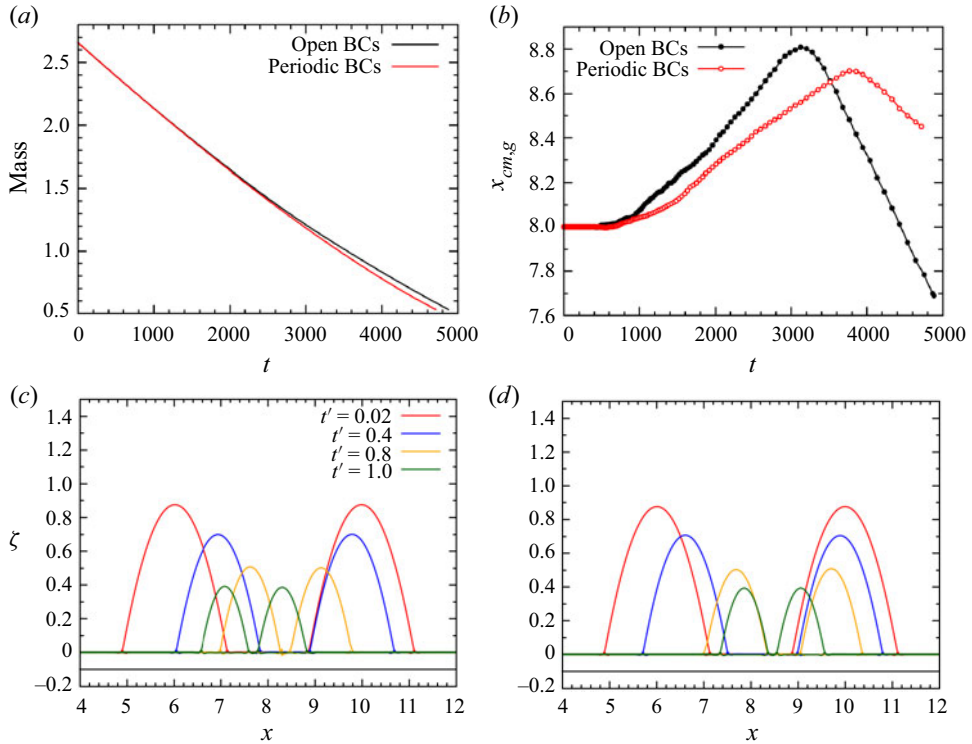 (a)
Open BCs
Periodic BCs
2.5
2.0
1.5
1.0
0.5
Mass
0 1000 2000 3000 4000 5000
t
(b)
Open BCs
Periodic BCs
8.8
8.6
8.4
8.2
8.0
7.8
7.6
x_{cm,g}
0 1000 2000 3000 4000 5000
t
(c)
t′ = 0.02
t′ = 0.4
t′ = 0.8
t′ = 1.0
1.4
1.2
1.0
0.8
0.6
0.4
0.2
0
–0.2
ζ
4 5 6 7 8 9 10 11 12
x
(d)
1.4
1.2
1.0
0.8
0.6
0.4
0.2
0
–0.2
4 5 6 7 8 9 10 11 12
x